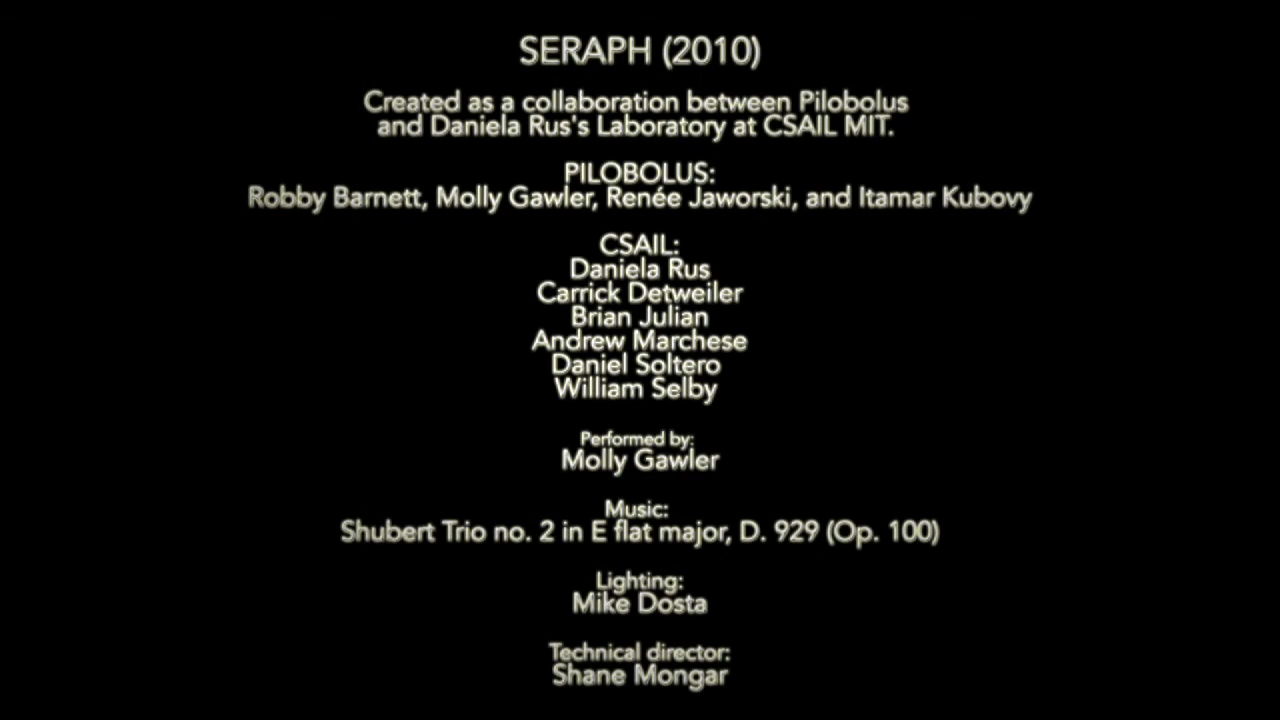 SERAPH (2010)
Created as a collaboration between Pilobolus
and Daniela Rus's Laboratory at CSAIL MIT.
PILOBOLUS:
Robby Barnett, Molly Gawler, Renée Jaworski, and Itamar Kubovy
CSAIL:
Daniela Rus
Carrick Detweiler
Brian Julian
Andrew Marchese
Daniel Soltero
William Selby
Performed by:
Molly Gawler
Music:
Shubert Trio no. 2 in E flat major, D. 929 (Op. 100)
Lighting:
Mike Dosta
Technical director:
Shane Mongar